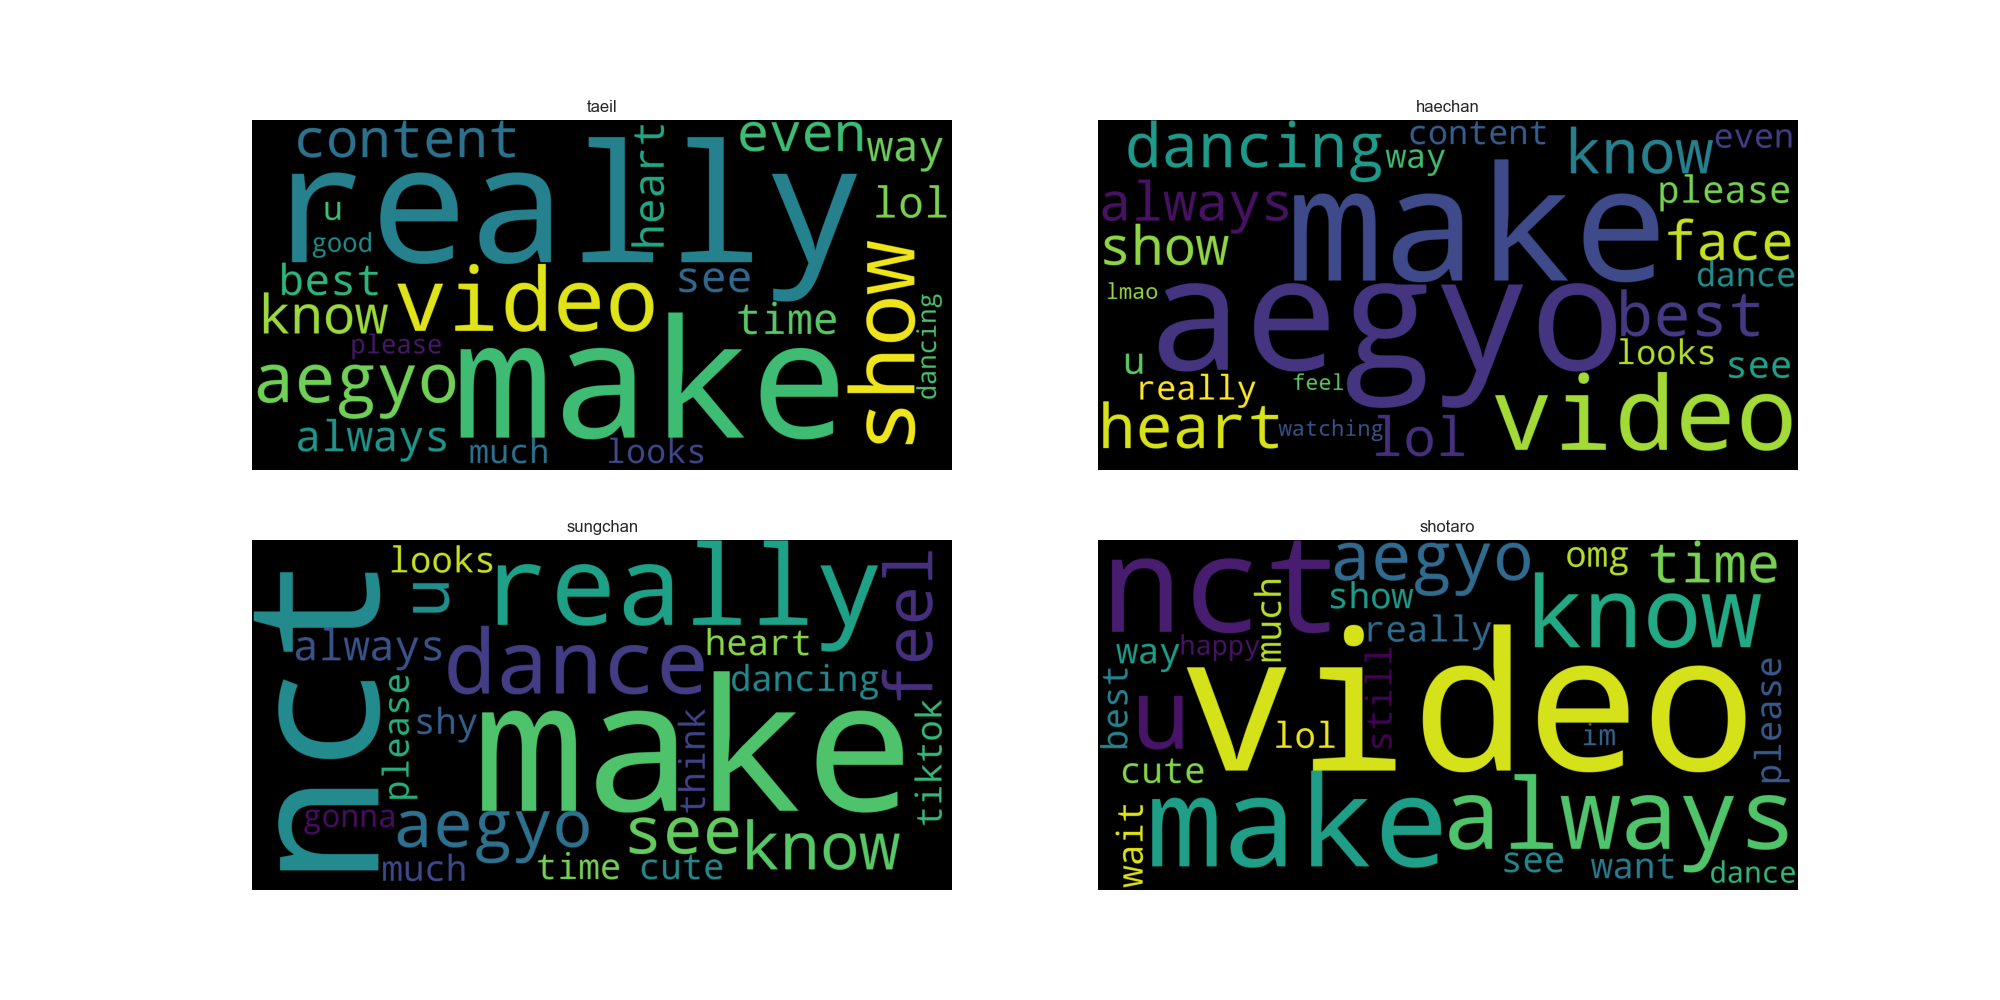 taeil
content
really
heart
even
way
u
lol
good
show
best
video
see
know
time
dancing
please
aegyo
make
always
much
looks
haechan
dancing
content
know
even
way
always
make
please
show
face
dance
lmao
aegyo
best
u
looks
see
really
feel
video
heart
watching
lol
sungchan
looks
really
feel
nct
u
always
dance
heart
dancing
please
shy
make
think
tiktok
gonna
aegyo
see
know
much
time
cute
shotaro
nct
aegyo
omg
time
much
show
know
really
way
happy
video
best
u
still
please
lol
im
cute
make
always
wait
see
want
dance